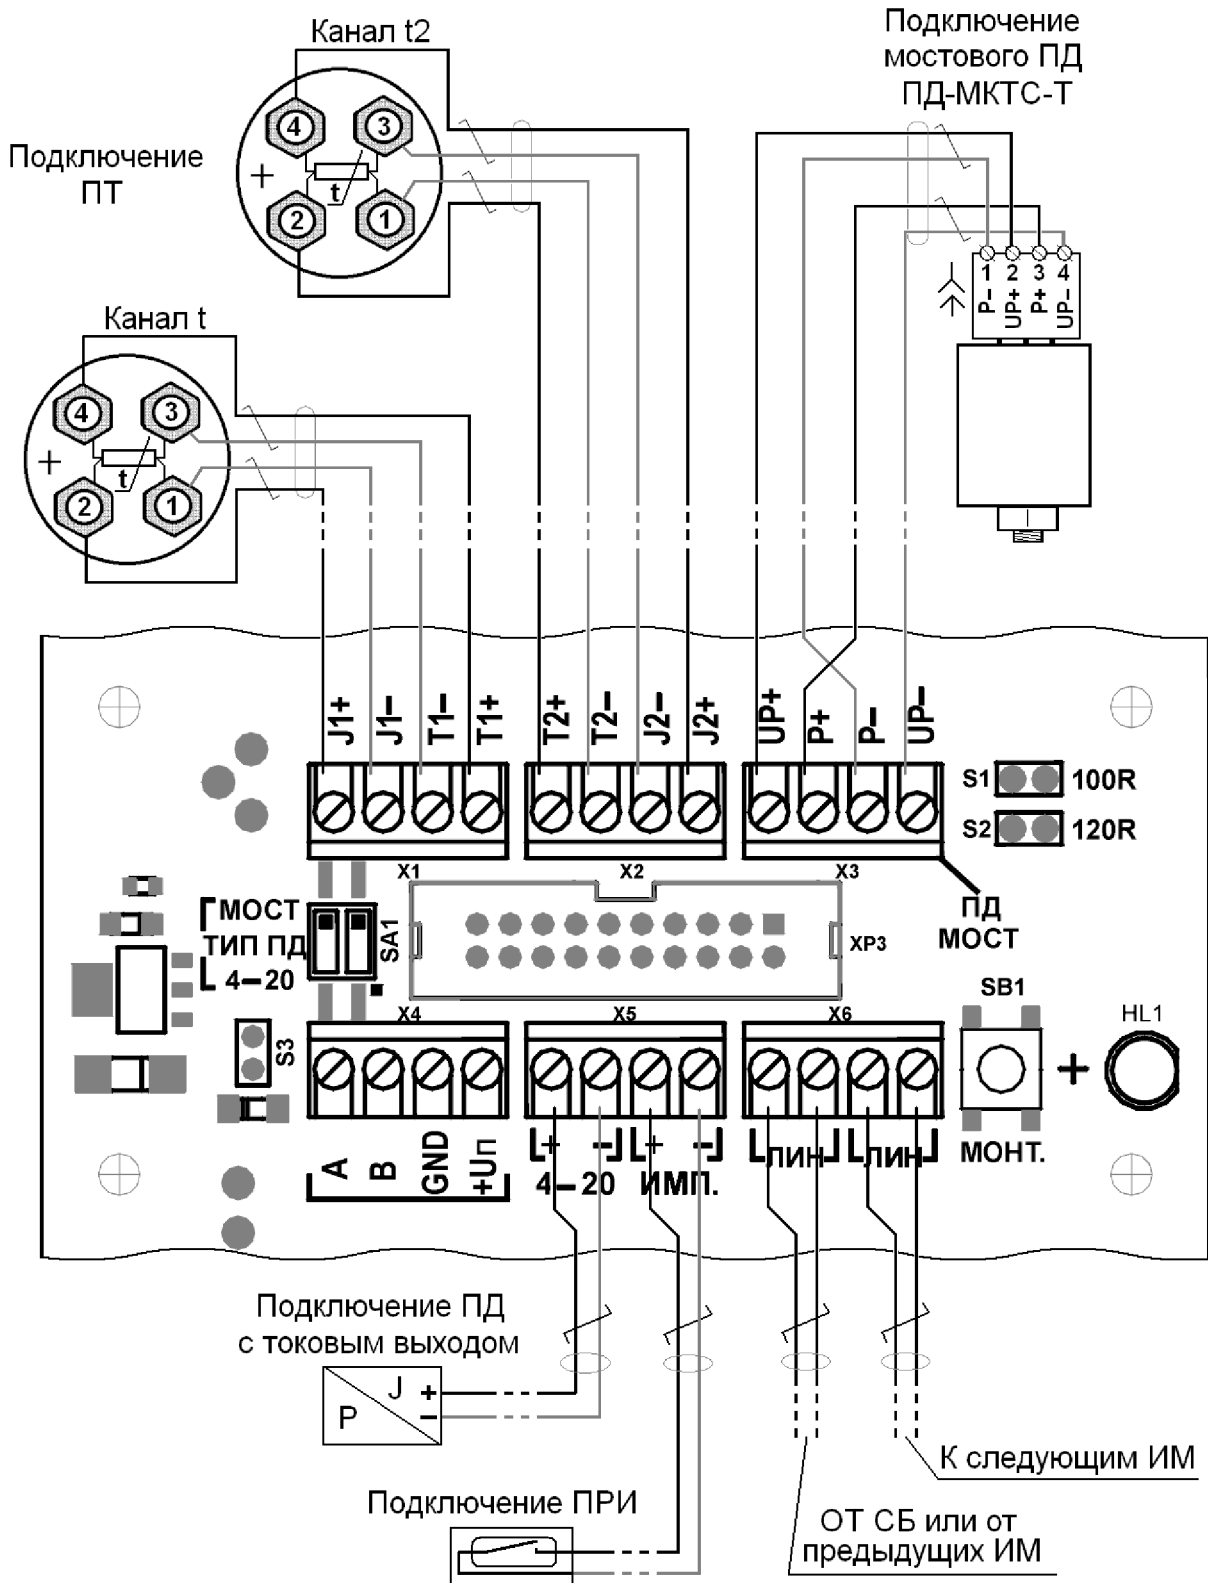 Канал t2
Подключение
мостового ПД
ПД-МКТС-Т
Подключение
ПТ
4
3
+
t
2
1
1 2 3 4
P–
UP+
P+
UP–
Канал t
4
3
+
t
2
1
J1+
J1–
T1–
T1+
T2+
T2–
J2–
J2+
UP+
P+
P–
UP–
S1
100R
S2
120R
X1
X2
X3
МОСТ
ТИП ПД
4–20
SA1
XP3
ПД
МОСТ
SB1
HL1
X4
X5
X6
S3
+
МОНТ.
A
B
GND
+Uп
+ –
4–20
+ –
ИМП.
ЛИН
ЛИН
Подключение ПД
с токовым выходом
J
+
P
–
К следующим ИМ
Подключение ПРИ
ОТ СБ или от
предыдущих ИМ